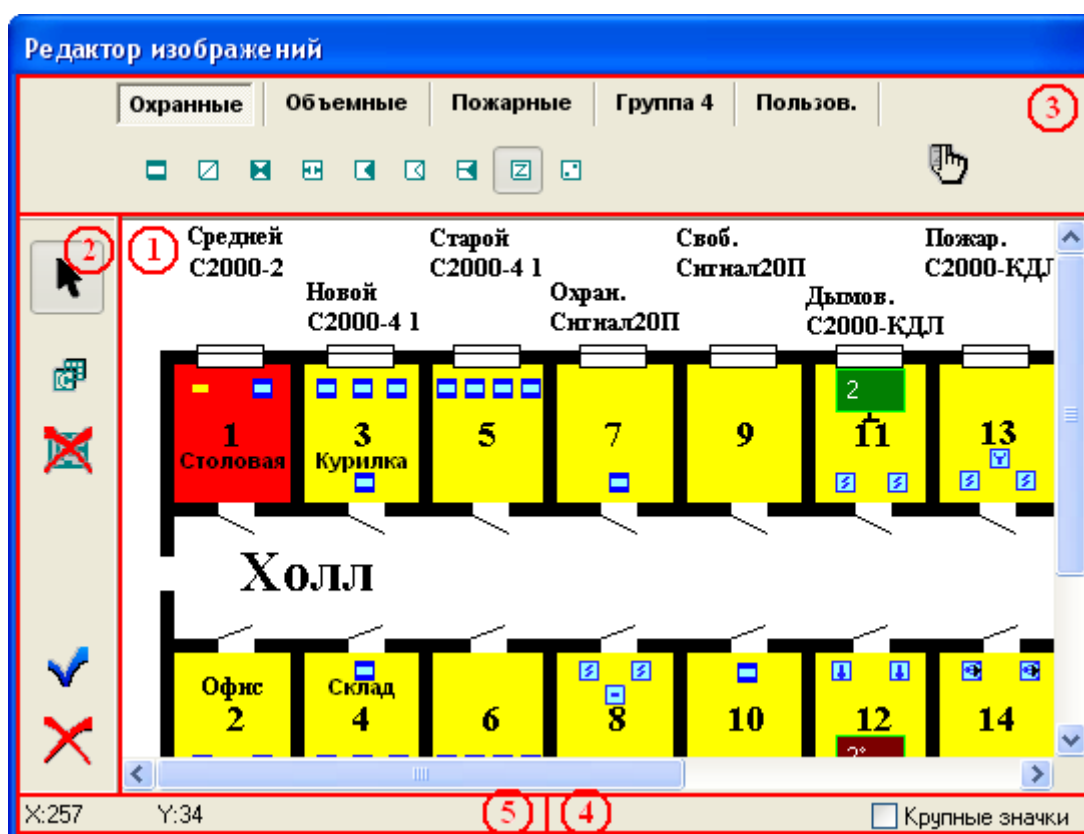 Редактор изображений
Охранные Объемные Пожарные Группа 4 Пользов.
3
2
1
Средней
С2000-2
Старой
С2000-4 1
Своб.
Сигнал20П
Пожар.
С2000-КДЛ
Новой
С2000-4 1
Охран.
Сигнал20П
Дымов.
С2000-КДЛ
2
1
Столовая
3
Курилка
5
7
9
11
13
Холл
Офис
2
Склад
4
6
8
10
12
14
2°
X:257 Y:34
5
4
Крупные значки